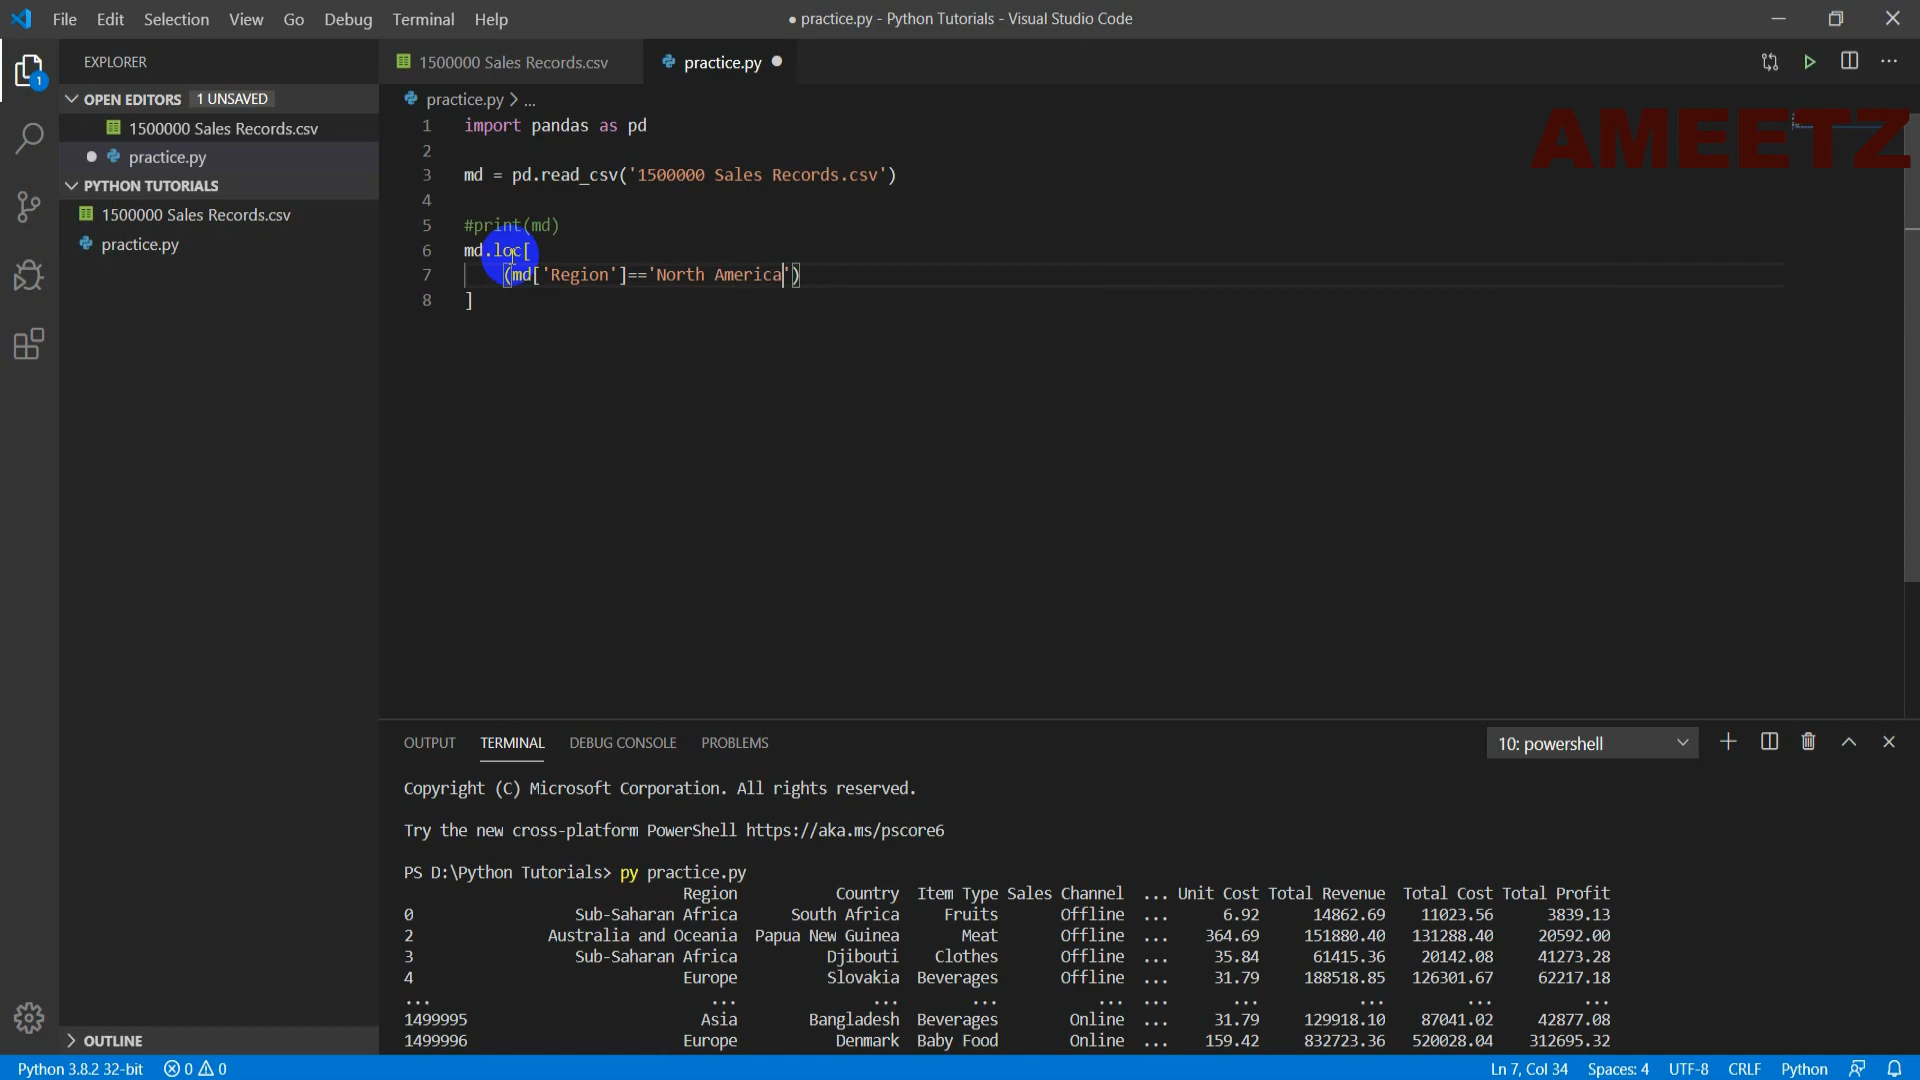 File Edit Selection View Go Debug Terminal Help
● practice.py - Python Tutorials - Visual Studio Code
EXPLORER
1
OPEN EDITORS 1 UNSAVED
1500000 Sales Records.csv
practice.py
PYTHON TUTORIALS
1500000 Sales Records.csv
practice.py
OUTLINE
1500000 Sales Records.csv practice.py
practice.py > ...
AMEETZ
1 import pandas as pd
2
3 md = pd.read_csv('1500000 Sales Records.csv')
4
5 #print(md)
6 md.loc[
7 (md['Region']=='North America')
8 ]
OUTPUT TERMINAL DEBUG CONSOLE PROBLEMS
10: powershell
Copyright (C) Microsoft Corporation. All rights reserved.
Try the new cross-platform PowerShell https://aka.ms/pscore6
PS D:\Python Tutorials> py practice.py
Region Country Item Type Sales Channel ... Unit Cost Total Revenue Total Cost Total Profit
0 Sub-Saharan Africa South Africa Fruits Offline ... 6.92 14862.69 11023.56 3839.13
2 Australia and Oceania Papua New Guinea Meat Offline ... 364.69 151880.40 131288.40 20592.00
3 Sub-Saharan Africa Djibouti Clothes Offline ... 35.84 61415.36 20142.08 41273.28
4 Europe Slovakia Beverages Offline ... 31.79 188518.85 126301.67 62217.18
... ... ... ... ... ... ... ... ... ...
1499995 Asia Bangladesh Beverages Online ... 31.79 129918.10 87041.02 42877.08
1499996 Europe Denmark Baby Food Online ... 159.42 832723.36 520028.04 312695.32
Python 3.8.2 32-bit 0 0
Ln 7, Col 34 Spaces: 4 UTF-8 CRLF Python